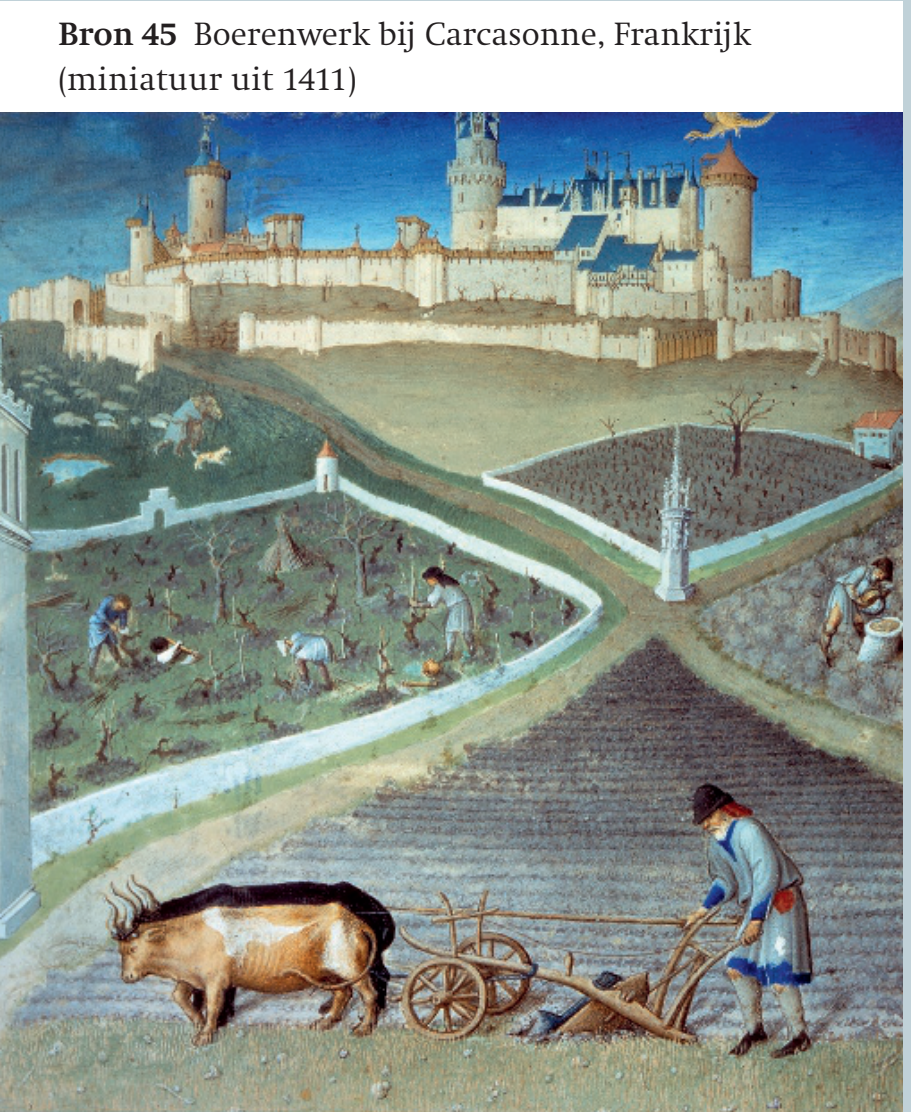 Bron 45 Boerenwerk bij Carcasonne, Frankrijk
(miniatuur uit 1411)